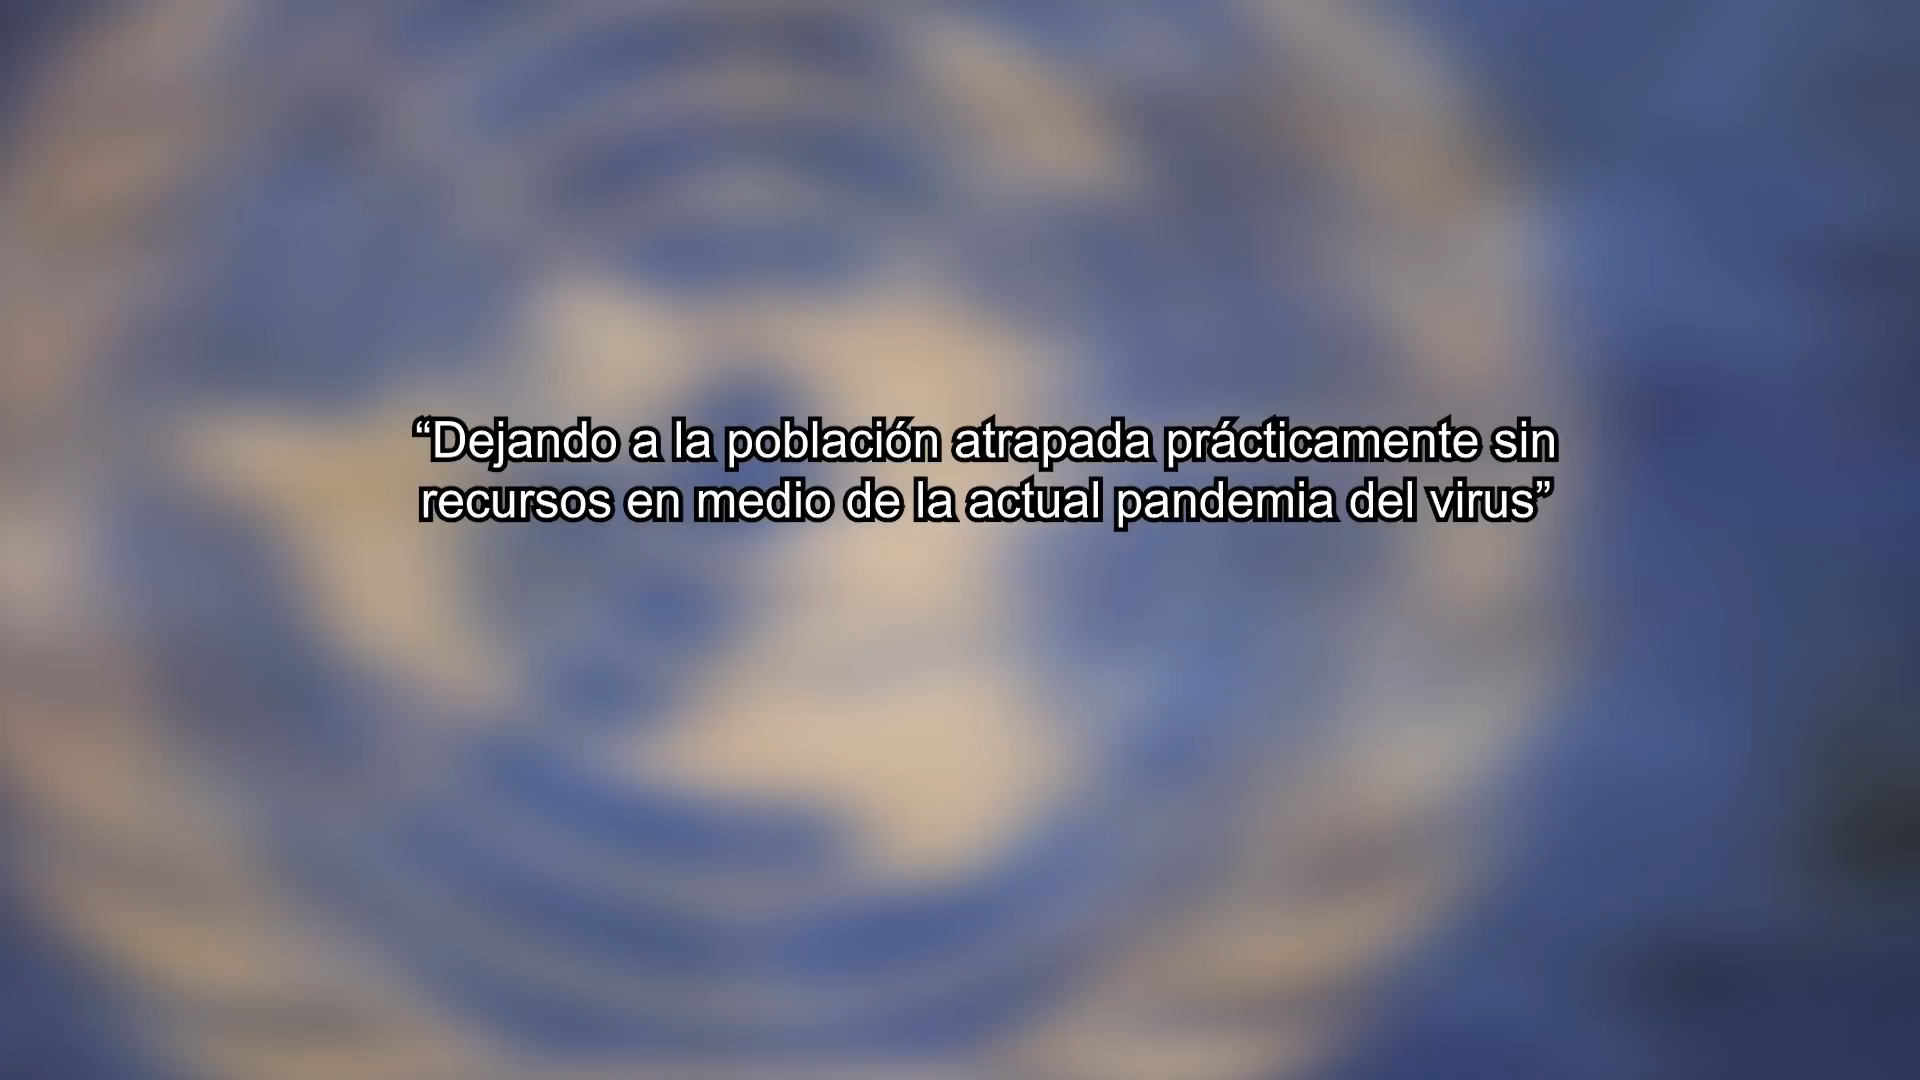 “Dejando a la población atrapada prácticamente sin
recursos en medio de la actual pandemia del virus”